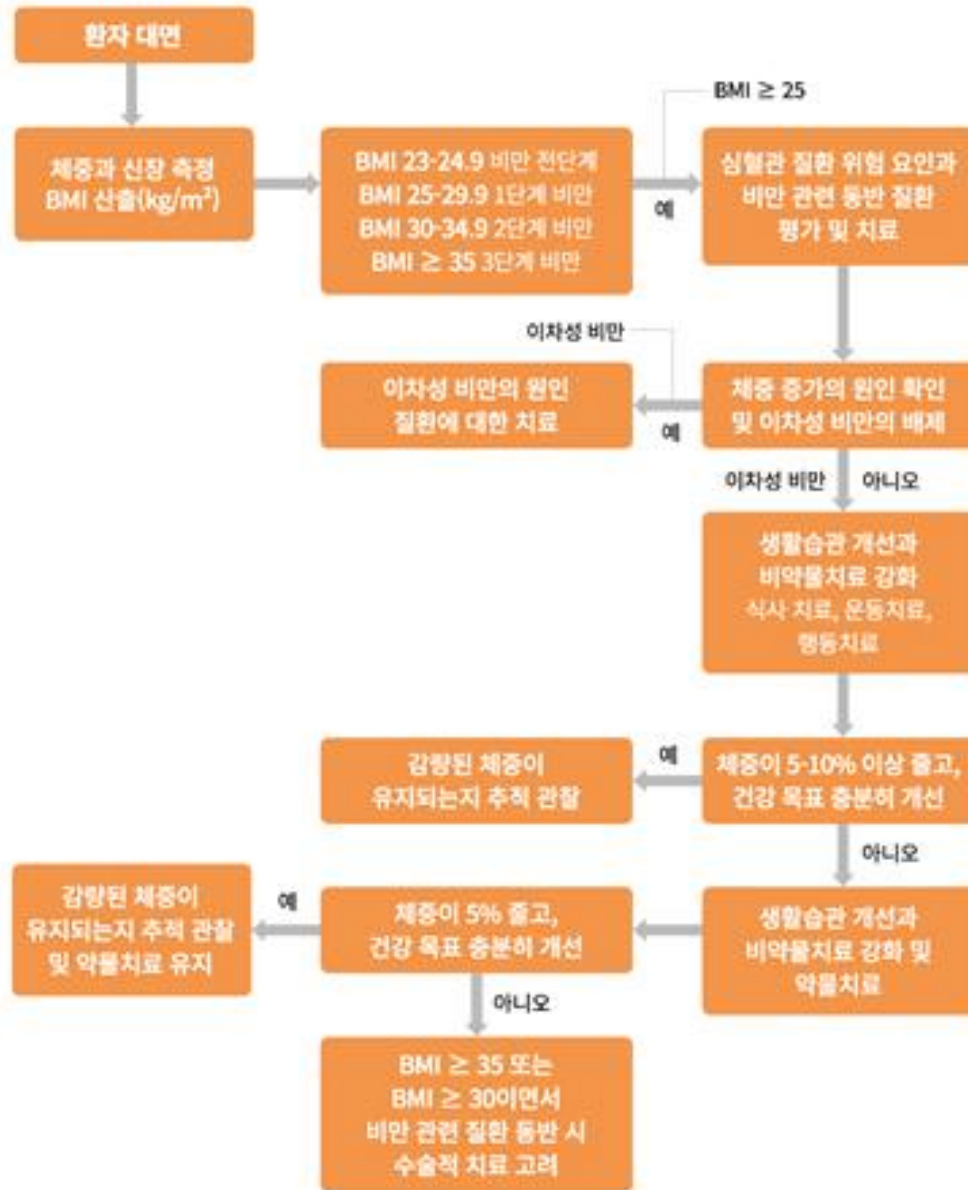 환자 대면
체중과 신장 측정
BMI 산출(kg/m²)
BMI 23-24.9 비만 전단계
BMI 25-29.9 1단계 비만
BMI 30-34.9 2단계 비만
BMI ≥ 35 3단계 비만
BMI ≥ 25
예
심혈관 질환 위험 요인과
비만 관련 동반 질환
평가 및 치료
체중 증가의 원인 확인
및 이차성 비만의 배제
이차성 비만
예
이차성 비만의 원인
질환에 대한 치료
이차성 비만
아니오
생활습관 개선과
비약물치료 강화
식사 치료, 운동치료,
행동치료
체중이 5-10% 이상 줄고,
건강 목표 충분히 개선
예
감량된 체중이
유지되는지 추적 관찰
아니오
생활습관 개선과
비약물치료 강화 및
약물치료
체중이 5% 줄고,
건강 목표 충분히 개선
예
감량된 체중이
유지되는지 추적 관찰
및 약물치료 유지
아니오
BMI ≥ 35 또는
BMI ≥ 30이면서
비만 관련 질환 동반 시
수술적 치료 고려